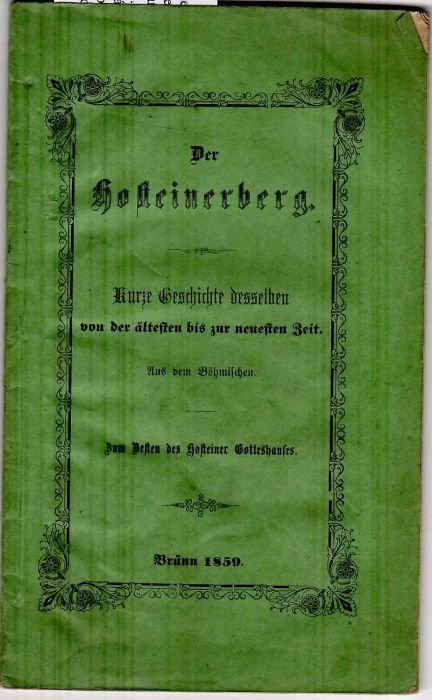 Der
Hosteinerberg.
Kurze Geschichte desselben
von der ältesten bis zur neuesten Zeit.
Aus dem Böhmischen.
Zum Besten des Hosteiner Gotteshauses.
Brünn 1859.